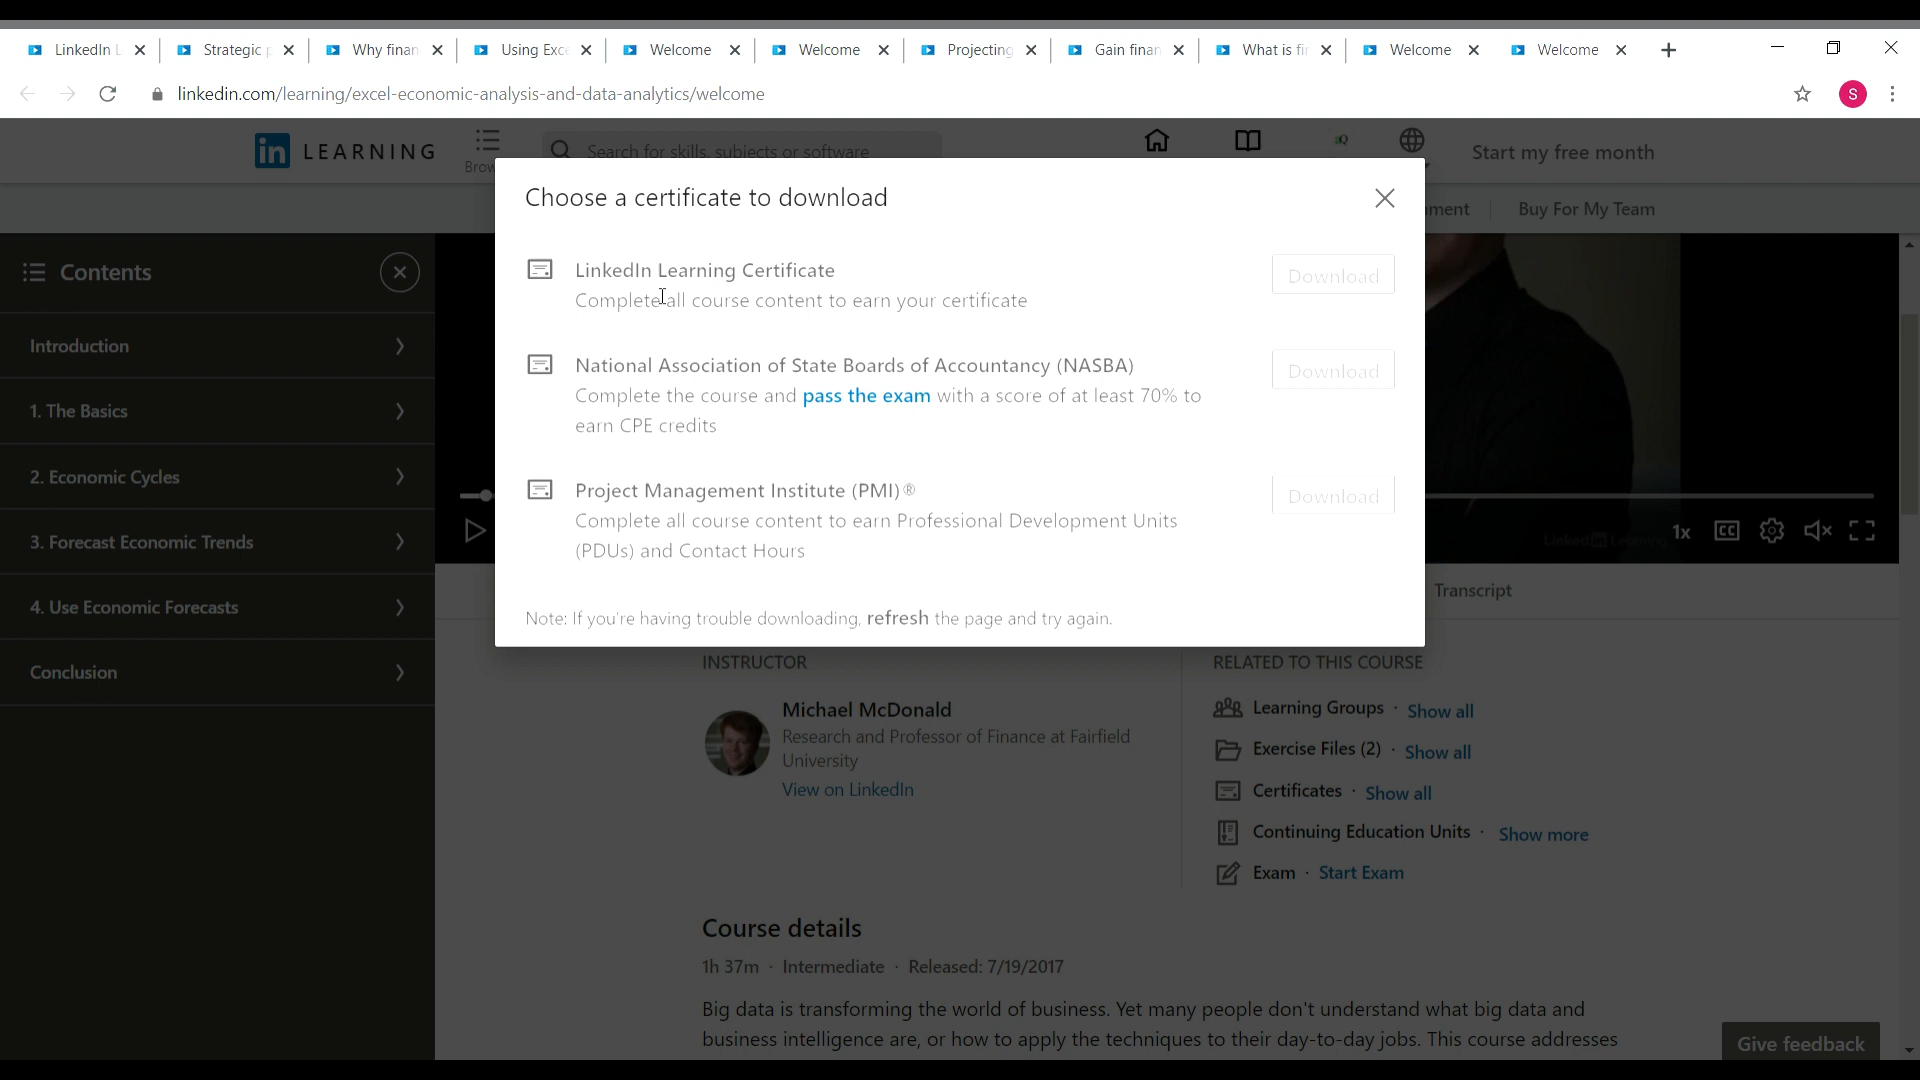 LinkedIn L
Strategic p
Why finan
Using Exc
Welcome
Welcome
Projecting
Gain finan
What is fin
Welcome
Welcome
linkedin.com/learning/excel-economic-analysis-and-data-analytics/welcome
S
in LEARNING
Brow
Search for skills, subjects or software
Start my free month
Choose a certificate to download
ment
Buy For My Team
Contents
LinkedIn Learning Certificate
Download
Complete all course content to earn your certificate
Introduction
National Association of State Boards of Accountancy (NASBA)
Download
Complete the course and pass the exam with a score of at least 70% to
earn CPE credits
1. The Basics
2. Economic Cycles
Project Management Institute (PMI)®
Download
Complete all course content to earn Professional Development Units
(PDUs) and Contact Hours
3. Forecast Economic Trends
1x
CC
Linked in Learning
4. Use Economic Forecasts
Transcript
Note: If you're having trouble downloading, refresh the page and try again.
Conclusion
INSTRUCTOR
Michael McDonald
Research and Professor of Finance at Fairfield
University
View on LinkedIn
RELATED TO THIS COURSE
Learning Groups · Show all
Exercise Files (2) · Show all
Certificates · Show all
Continuing Education Units · Show more
Exam · Start Exam
Course details
1h 37m · Intermediate · Released: 7/19/2017
Big data is transforming the world of business. Yet many people don't understand what big data and
business intelligence are, or how to apply the techniques to their day-to-day jobs. This course addresses
Give feedback